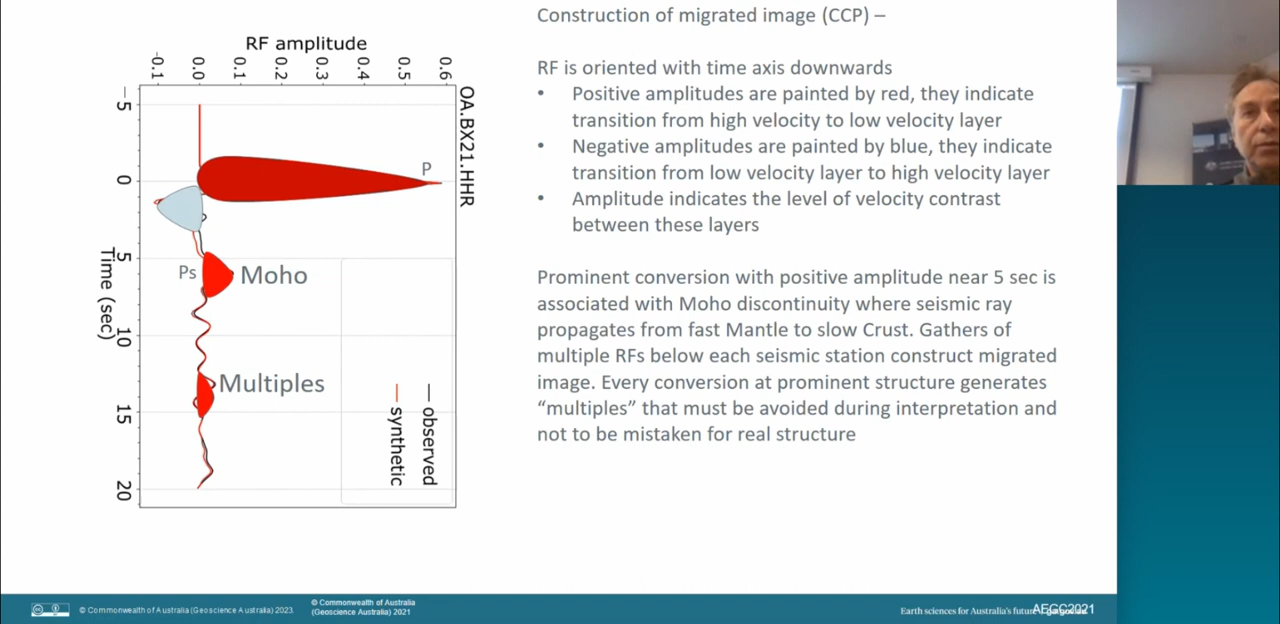 RF amplitude
-0.1 0.0 0.1 0.2 0.3 0.4 0.5 0.6
OA.BX21.HHR
−5
0
5
10
15
20
Time (sec)
P
Ps
Moho
Multiples
observed
synthetic
Construction of migrated image (CCP) –
RF is oriented with time axis downwards
• Positive amplitudes are painted by red, they indicate
transition from high velocity to low velocity layer
• Negative amplitudes are painted by blue, they indicate
transition from low velocity layer to high velocity layer
• Amplitude indicates the level of velocity contrast
between these layers
Prominent conversion with positive amplitude near 5 sec is
associated with Moho discontinuity where seismic ray
propagates from fast Mantle to slow Crust. Gathers of
multiple RFs below each seismic station construct migrated
image. Every conversion at prominent structure generates
“multiples” that must be avoided during interpretation and
not to be mistaken for real structure
© Commonwealth of Australia (Geoscience Australia) 2023
© Commonwealth of Australia
(Geoscience Australia) 2021
Earth sciences for Australia's future
AEGC2021